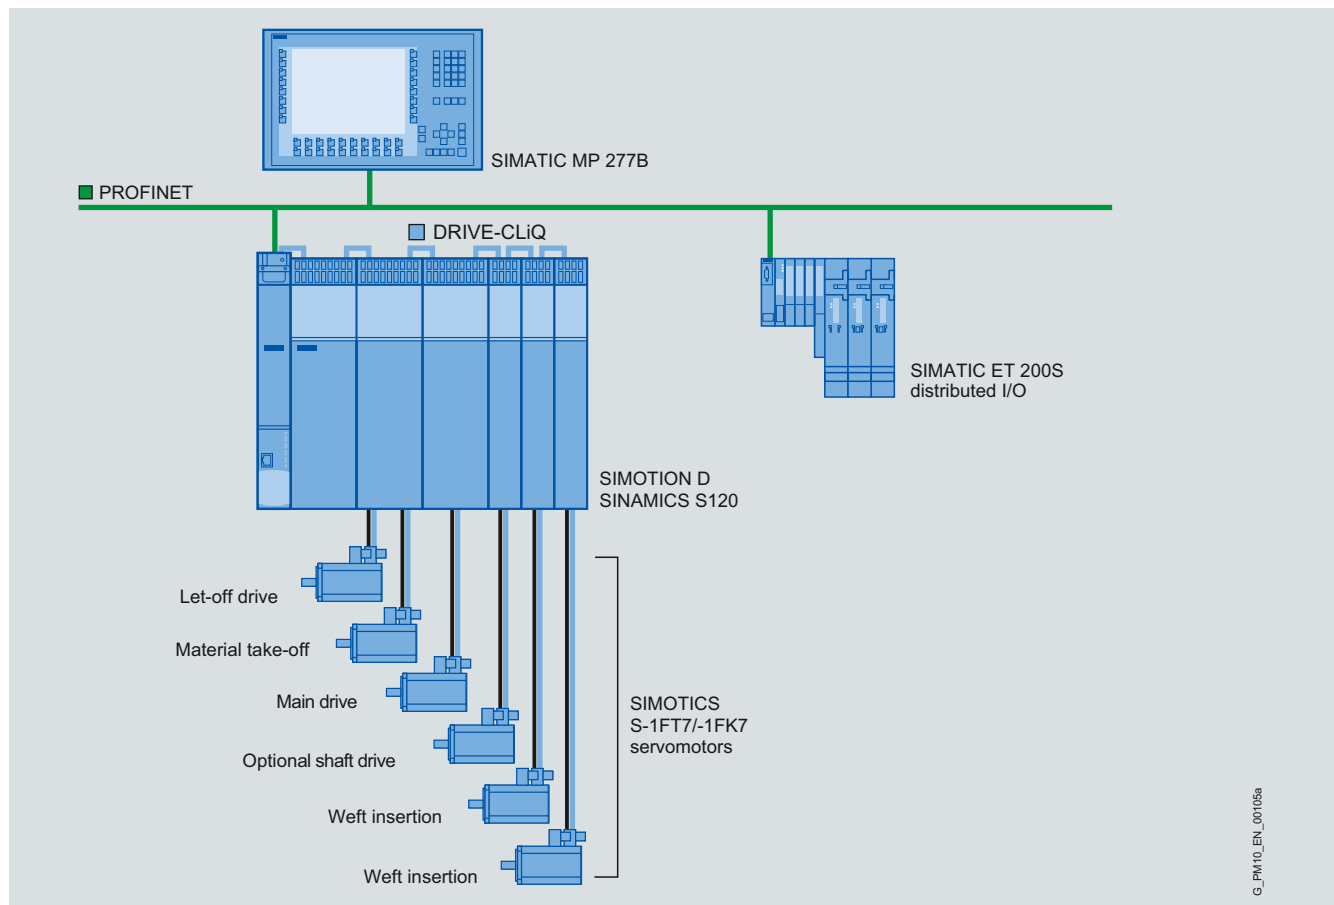 SIMATIC MP 277B
PROFINET
DRIVE-CLiQ
SIMATIC ET 200S
distributed I/O
SIMOTION D
SINAMICS S120
Let-off drive
Material take-off
Main drive
Optional shaft drive
Weft insertion
Weft insertion
SIMOTICS
S-1FT7/-1FK7
servomotors
G_PM10_EN_00105a